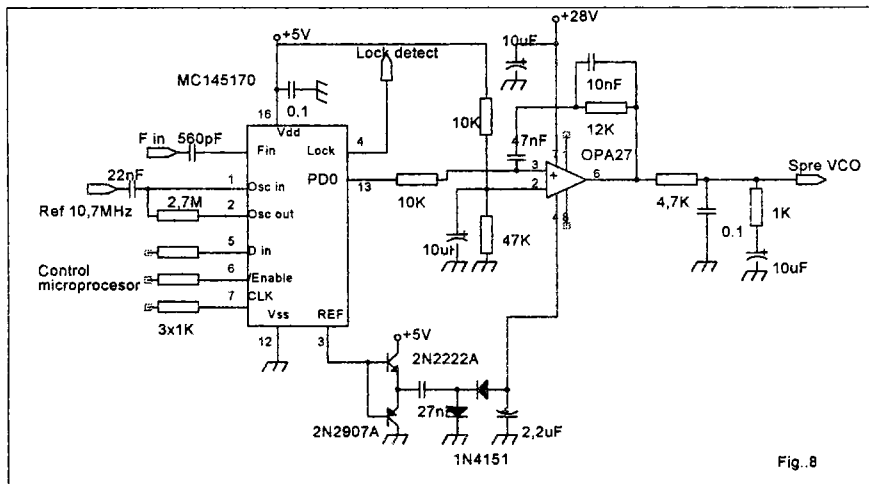 +28V
+5V
10uF
Lock detect
MC145170
10nF
0.1
16
10K
12K
F in
560pF
Vdd
47nF
4
7
OPA27
Fin
Lock
3
Spre VCO
22nF
1
Osc in
PD0
13
+
6
2
Ref 10,7MHz
2,7M
2
Osc out
10K
4,7K
1K
5
D in
10uF
47K
4
8
0.1
Control
microprocesor
6
/Enable
10uF
7
CLK
3x1K
Vss
REF
12
3
+5V
2N2222A
27nF
2N2907A
2,2uF
1N4151
Fig..8